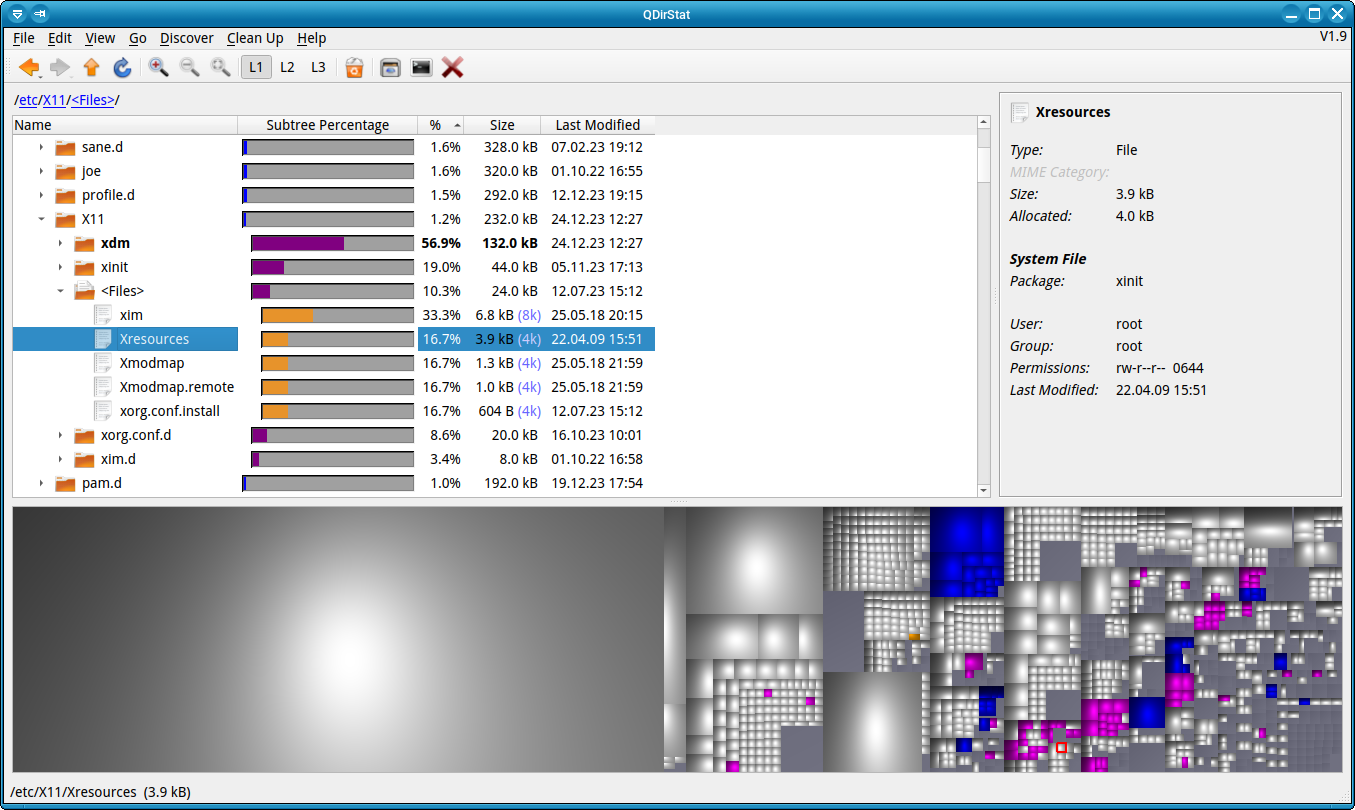 QDirStat
File Edit View Go Discover Clean Up Help V1.9
L1 L2 L3
/etc/X11/<Files>/
Name Subtree Percentage % Size Last Modified
sane.d 1.6% 328.0 kB 07.02.23 19:12
joe 1.6% 320.0 kB 01.10.22 16:55
profile.d 1.5% 292.0 kB 12.12.23 19:15
X11 1.2% 232.0 kB 24.12.23 12:27
xdm 56.9% 132.0 kB 24.12.23 12:27
xinit 19.0% 44.0 kB 05.11.23 17:13
<Files> 10.3% 24.0 kB 12.07.23 15:12
xim 33.3% 6.8 kB (8k) 25.05.18 20:15
Xresources 16.7% 3.9 kB (4k) 22.04.09 15:51
Xmodmap 16.7% 1.3 kB (4k) 25.05.18 21:59
Xmodmap.remote 16.7% 1.0 kB (4k) 25.05.18 21:59
xorg.conf.install 16.7% 604 B (4k) 12.07.23 15:12
xorg.conf.d 8.6% 20.0 kB 16.10.23 10:01
xim.d 3.4% 8.0 kB 01.10.22 16:58
pam.d 1.0% 192.0 kB 19.12.23 17:54
Xresources
Type: File
MIME Category:
Size: 3.9 kB
Allocated: 4.0 kB
System File
Package: xinit
User: root
Group: root
Permissions: rw-r--r-- 0644
Last Modified: 22.04.09 15:51
/etc/X11/Xresources (3.9 kB)